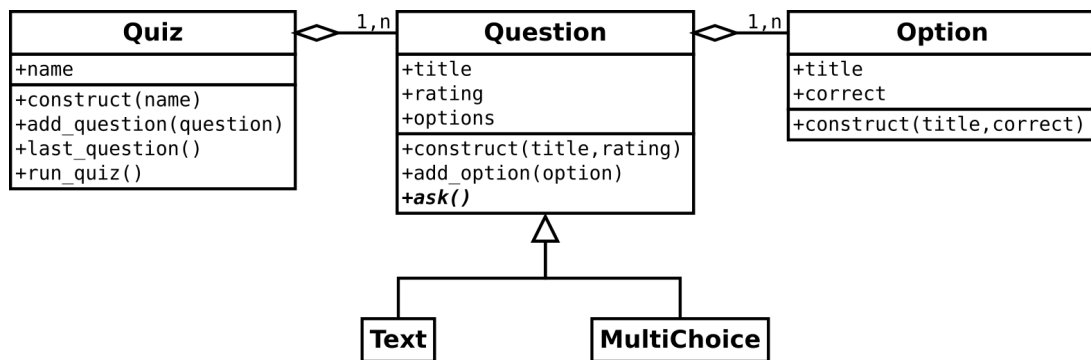 Quiz
+name
+construct(name)
+add_question(question)
+last_question()
+run_quiz()
1,n
Question
+title
+rating
+options
+construct(title,rating)
+add_option(option)
+ask()
1,n
Option
+title
+correct
+construct(title,correct)
Text
MultiChoice